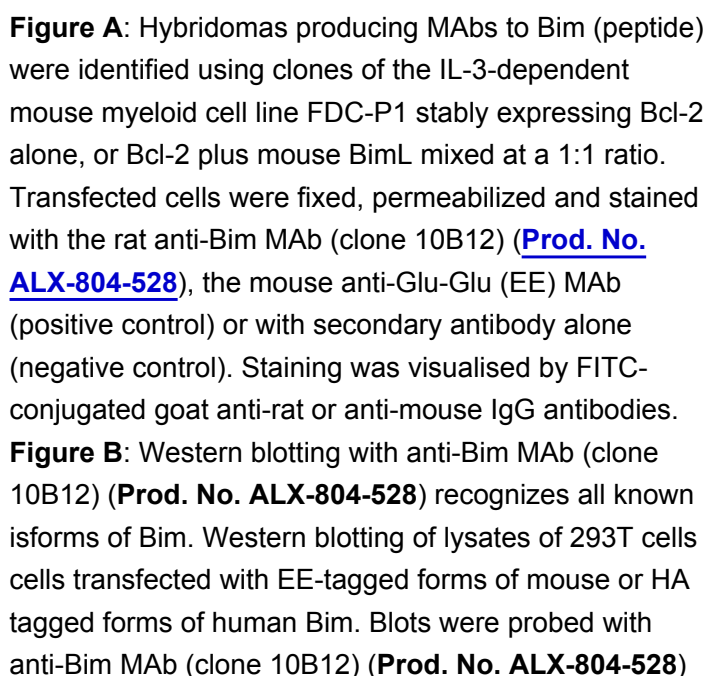 Figure A: Hybridomas producing MAbs to Bim (peptide)
were identified using clones of the IL-3-dependent
mouse myeloid cell line FDC-P1 stably expressing Bcl-2
alone, or Bcl-2 plus mouse BimL mixed at a 1:1 ratio.
Transfected cells were fixed, permeabilized and stained
with the rat anti-Bim MAb (clone 10B12) (Prod. No.
ALX-804-528), the mouse anti-Glu-Glu (EE) MAb
(positive control) or with secondary antibody alone
(negative control). Staining was visualised by FITC-
conjugated goat anti-rat or anti-mouse IgG antibodies.
Figure B: Western blotting with anti-Bim MAb (clone
10B12) (Prod. No. ALX-804-528) recognizes all known
isforms of Bim. Western blotting of lysates of 293T cells
cells transfected with EE-tagged forms of mouse or HA
tagged forms of human Bim. Blots were probed with
anti-Bim MAb (clone 10B12) (Prod. No. ALX-804-528)